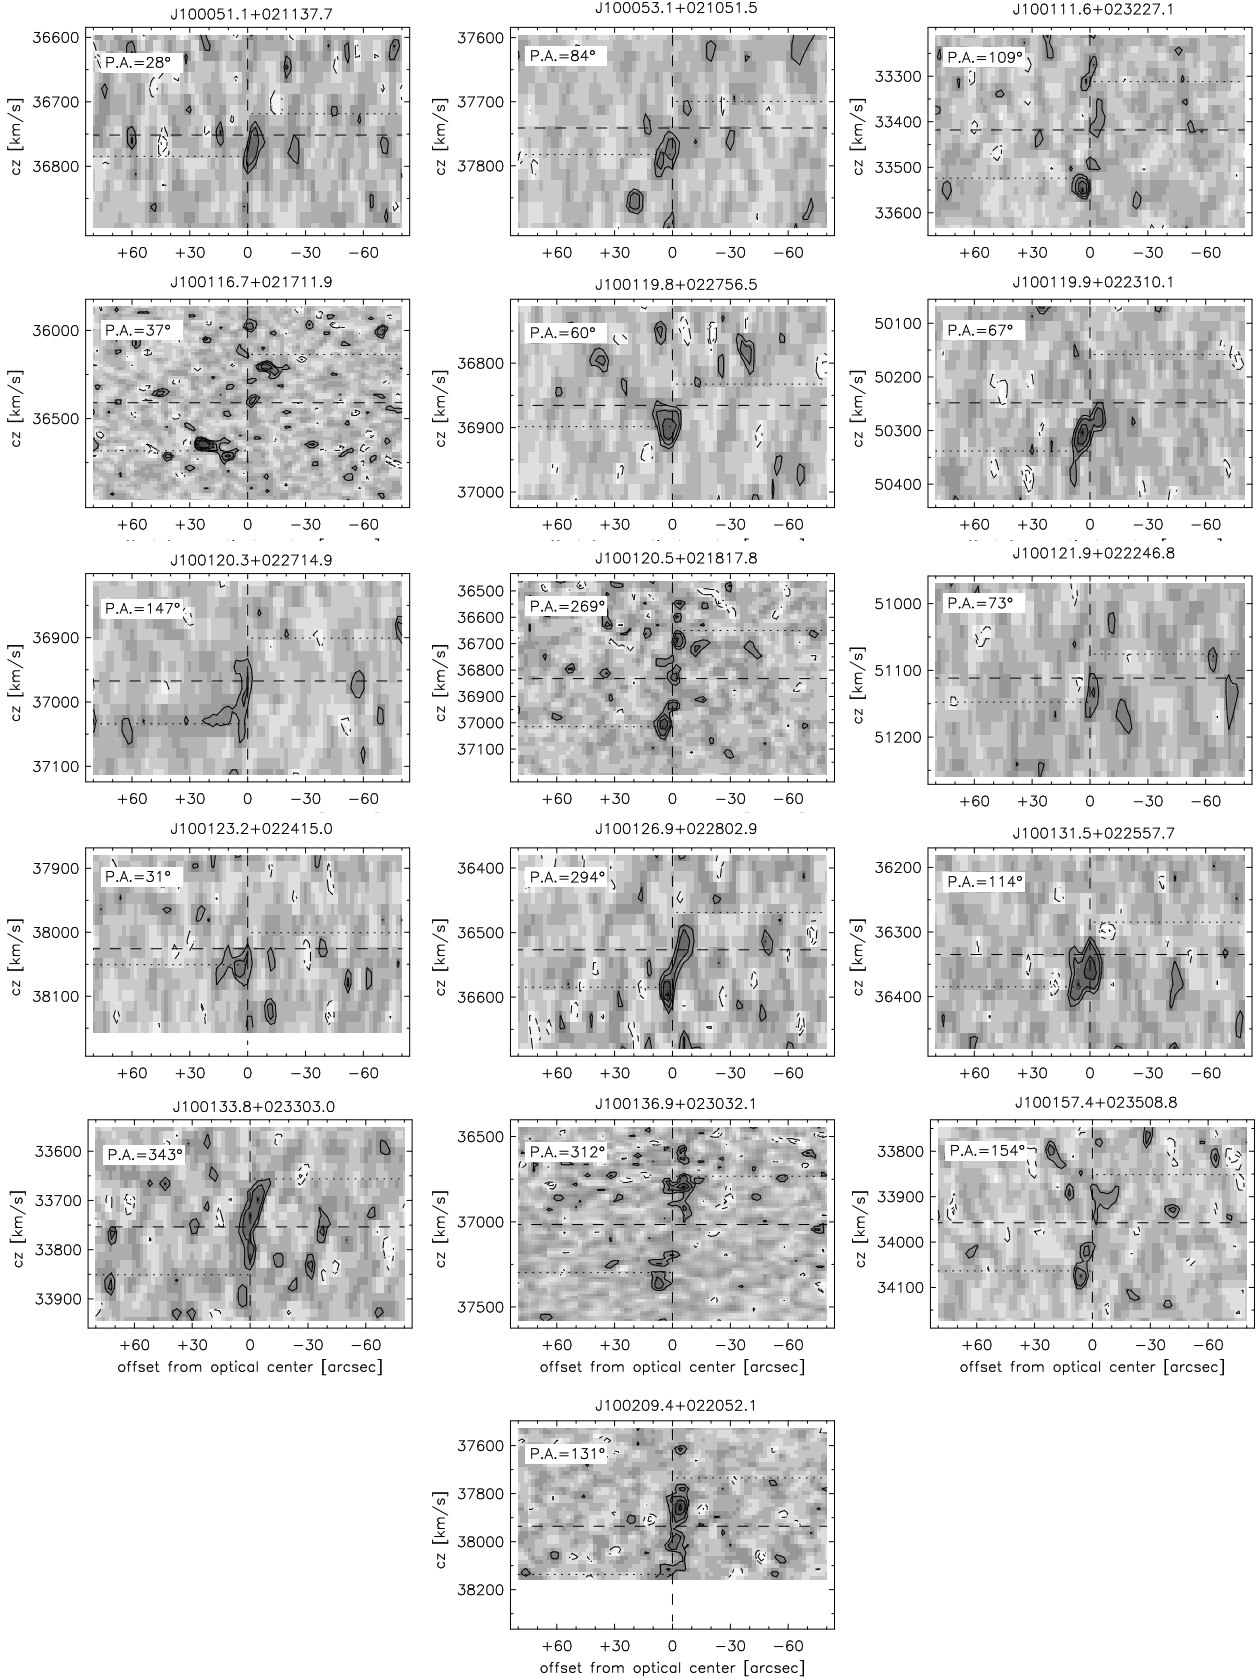 J100051.1+021137.7
J100053.1+021051.5
J100111.6+023227.1
P.A.=28°
P.A.=84°
P.A.=109°
36600
36700
36800
37600
37700
37800
33300
33400
33500
33600
cz [km/s]
cz [km/s]
cz [km/s]
+60 +30 0 −30 −60
+60 +30 0 −30 −60
+60 +30 0 −30 −60
J100116.7+021711.9
J100119.8+022756.5
J100119.9+022310.1
P.A.=37°
P.A.=60°
P.A.=67°
36000
36500
36800
36900
37000
50100
50200
50300
50400
cz [km/s]
cz [km/s]
cz [km/s]
+60 +30 0 −30 −60
+60 +30 0 −30 −60
+60 +30 0 −30 −60
J100120.3+022714.9
J100120.5+021817.8
J100121.9+022246.8
P.A.=147°
P.A.=269°
P.A.=73°
36900
37000
37100
36500
36600
36700
36800
36900
37000
37100
51000
51100
51200
cz [km/s]
cz [km/s]
cz [km/s]
+60 +30 0 −30 −60
+60 +30 0 −30 −60
+60 +30 0 −30 −60
J100123.2+022415.0
J100126.9+022802.9
J100131.5+022557.7
P.A.=31°
P.A.=294°
P.A.=114°
37900
38000
38100
36400
36500
36600
36200
36300
36400
cz [km/s]
cz [km/s]
cz [km/s]
+60 +30 0 −30 −60
+60 +30 0 −30 −60
+60 +30 0 −30 −60
J100133.8+023303.0
J100136.9+023032.1
J100157.4+023508.8
P.A.=343°
P.A.=312°
P.A.=154°
33600
33700
33800
33900
36500
37000
37500
33800
33900
34000
34100
cz [km/s]
cz [km/s]
cz [km/s]
+60 +30 0 −30 −60
+60 +30 0 −30 −60
+60 +30 0 −30 −60
offset from optical center [arcsec]
offset from optical center [arcsec]
offset from optical center [arcsec]
J100209.4+022052.1
P.A.=131°
37600
37800
38000
38200
cz [km/s]
+60 +30 0 −30 −60
offset from optical center [arcsec]